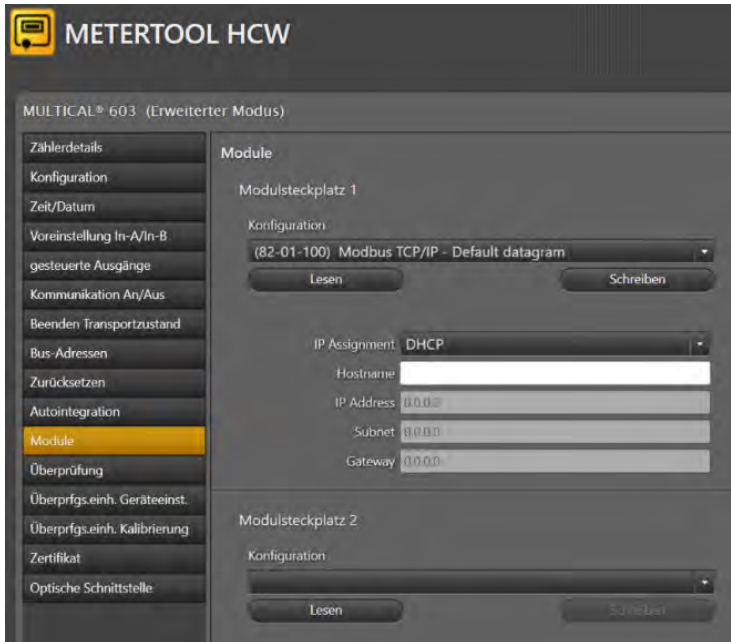 METERTOOL HCW
MULTICAL® 603 (Erweiterter Modus)
Zählerdetails
Konfiguration
Zeit/Datum
Voreinstellung In-A/In-B
gesteuerte Ausgänge
Kommunikation An/Aus
Beenden Transportzustand
Bus-Adressen
Zurücksetzen
Autointegration
Module
Überprüfung
Überprfgs.einh. Geräteeinst.
Überprfgs.einh. Kalibrierung
Zertifikat
Optische Schnittstelle
Module
Modulsteckplatz 1
Konfiguration
(82-01-100) Modbus TCP/IP - Default datagram
Lesen Schreiben
IP Assignment DHCP
Hostname
IP Address 0.0.0.0
Subnet 0.0.0.0
Gateway 0.0.0.0
Modulsteckplatz 2
Konfiguration
Lesen Schreiben